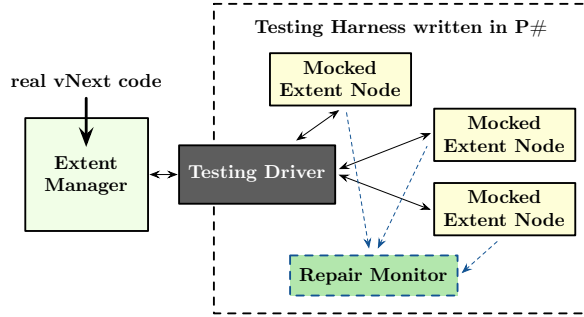 Testing Harness written in P#
real vNext code
Mocked
Extent Node
Mocked
Extent Node
Extent
Manager
Testing Driver
Mocked
Extent Node
Repair Monitor